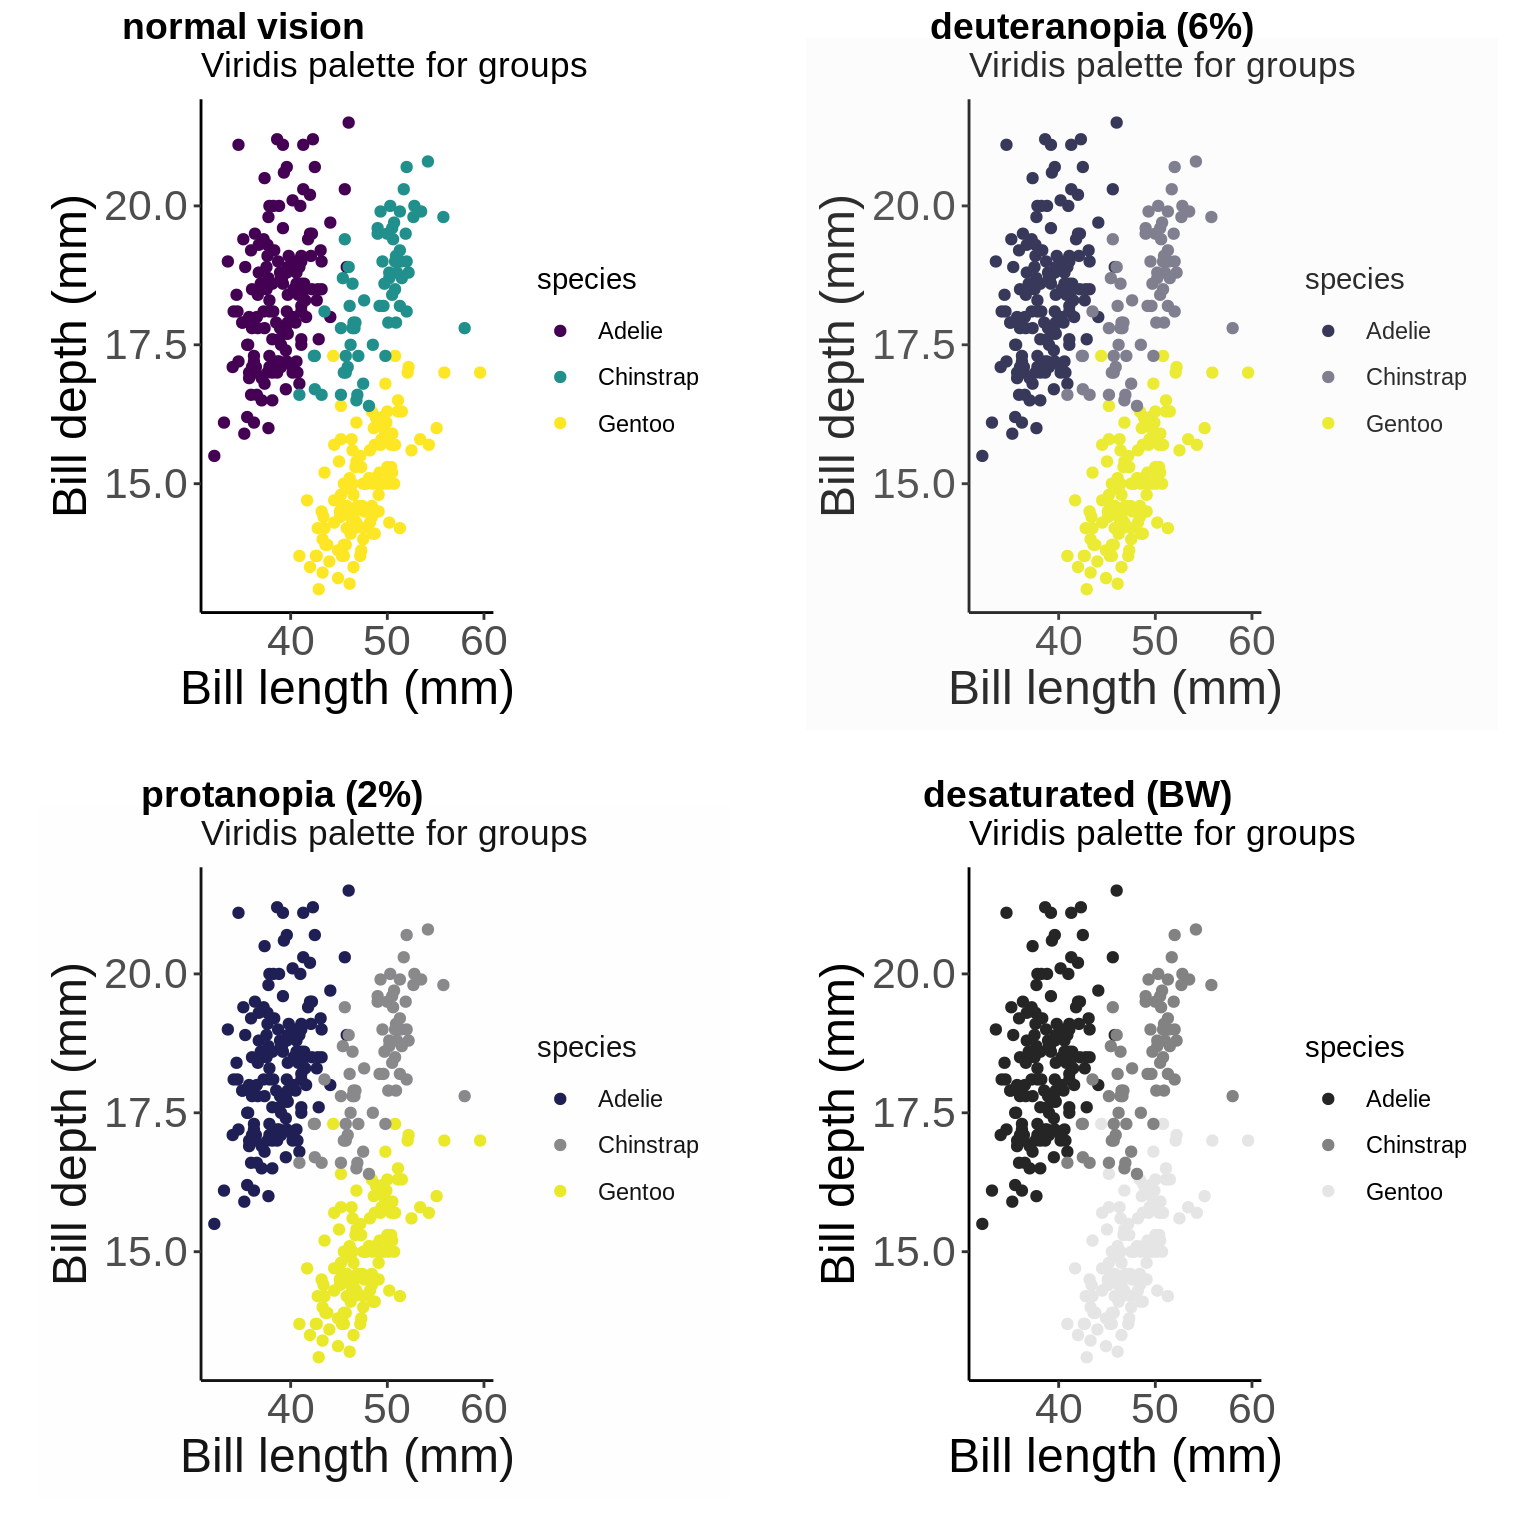 normal vision
Viridis palette for groups
Bill depth (mm)
20.0
17.5
15.0
40 50 60
Bill length (mm)
species
Adelie
Chinstrap
Gentoo
deuteranopia (6%)
Viridis palette for groups
Bill depth (mm)
20.0
17.5
15.0
40 50 60
Bill length (mm)
species
Adelie
Chinstrap
Gentoo
protanopia (2%)
Viridis palette for groups
Bill depth (mm)
20.0
17.5
15.0
40 50 60
Bill length (mm)
species
Adelie
Chinstrap
Gentoo
desaturated (BW)
Viridis palette for groups
Bill depth (mm)
20.0
17.5
15.0
40 50 60
Bill length (mm)
species
Adelie
Chinstrap
Gentoo